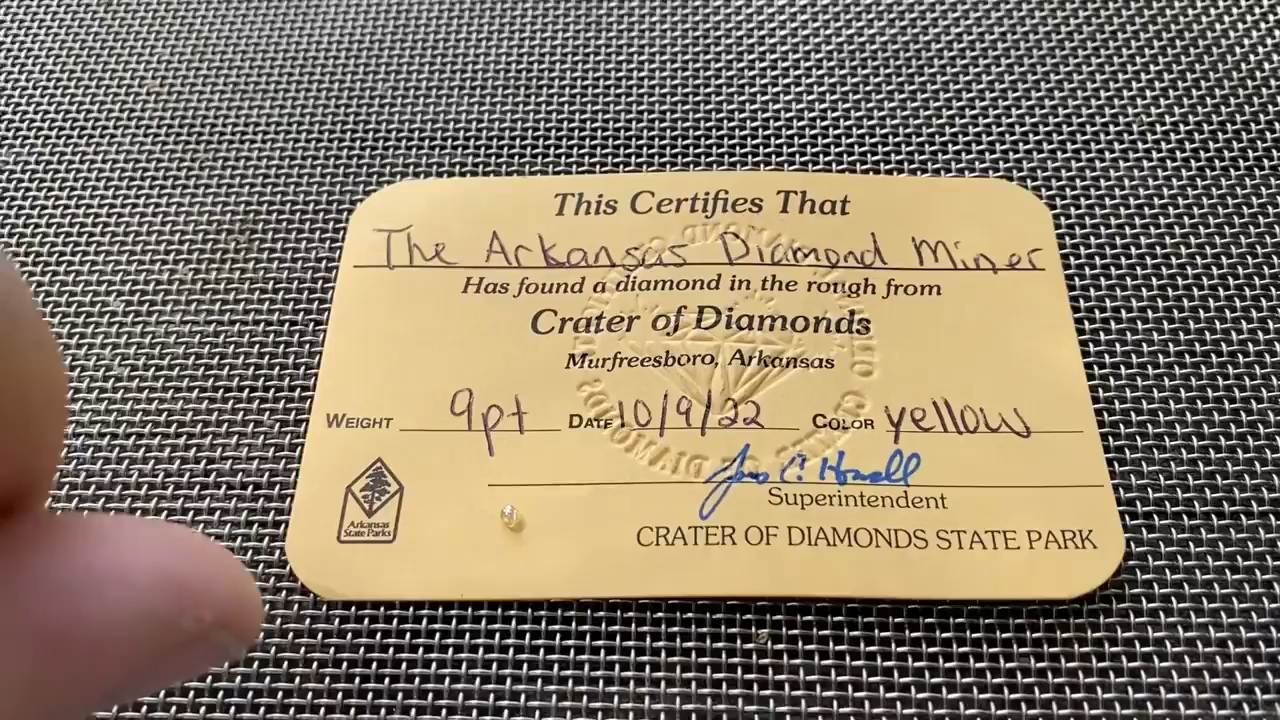 This Certifies That
The Arkansas Diamond Miner
Has found a diamond in the rough from
Crater of Diamonds
Murfreesboro, Arkansas
WEIGHT 9pt DATE 10/9/22 COLOR yellow
Superintendent
CRATER OF DIAMONDS STATE PARK
Arkansas
State Parks